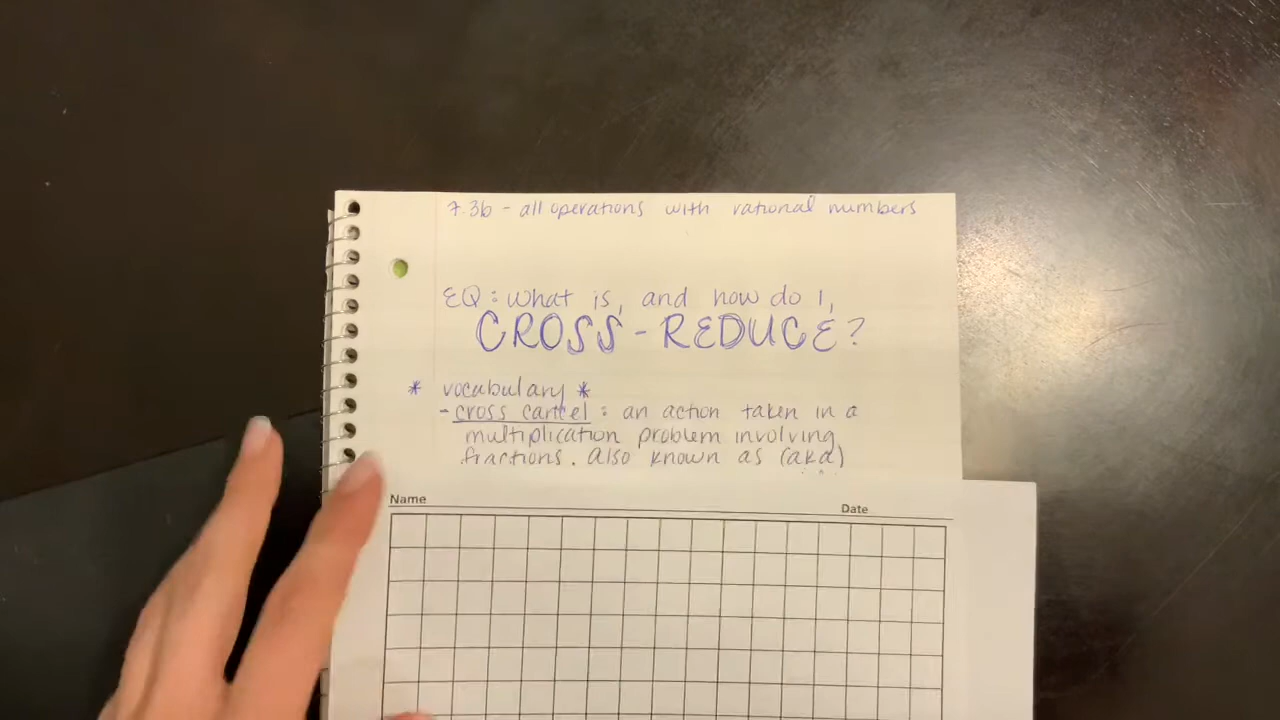 7.3b - all operations with rational numbers
EQ: what is, and how do I,
CROSS-REDUCE?
* vocabulary *
- cross cancel : an action taken in a
multiplication problem involving
fractions. Also known as (aka)
Name
Date